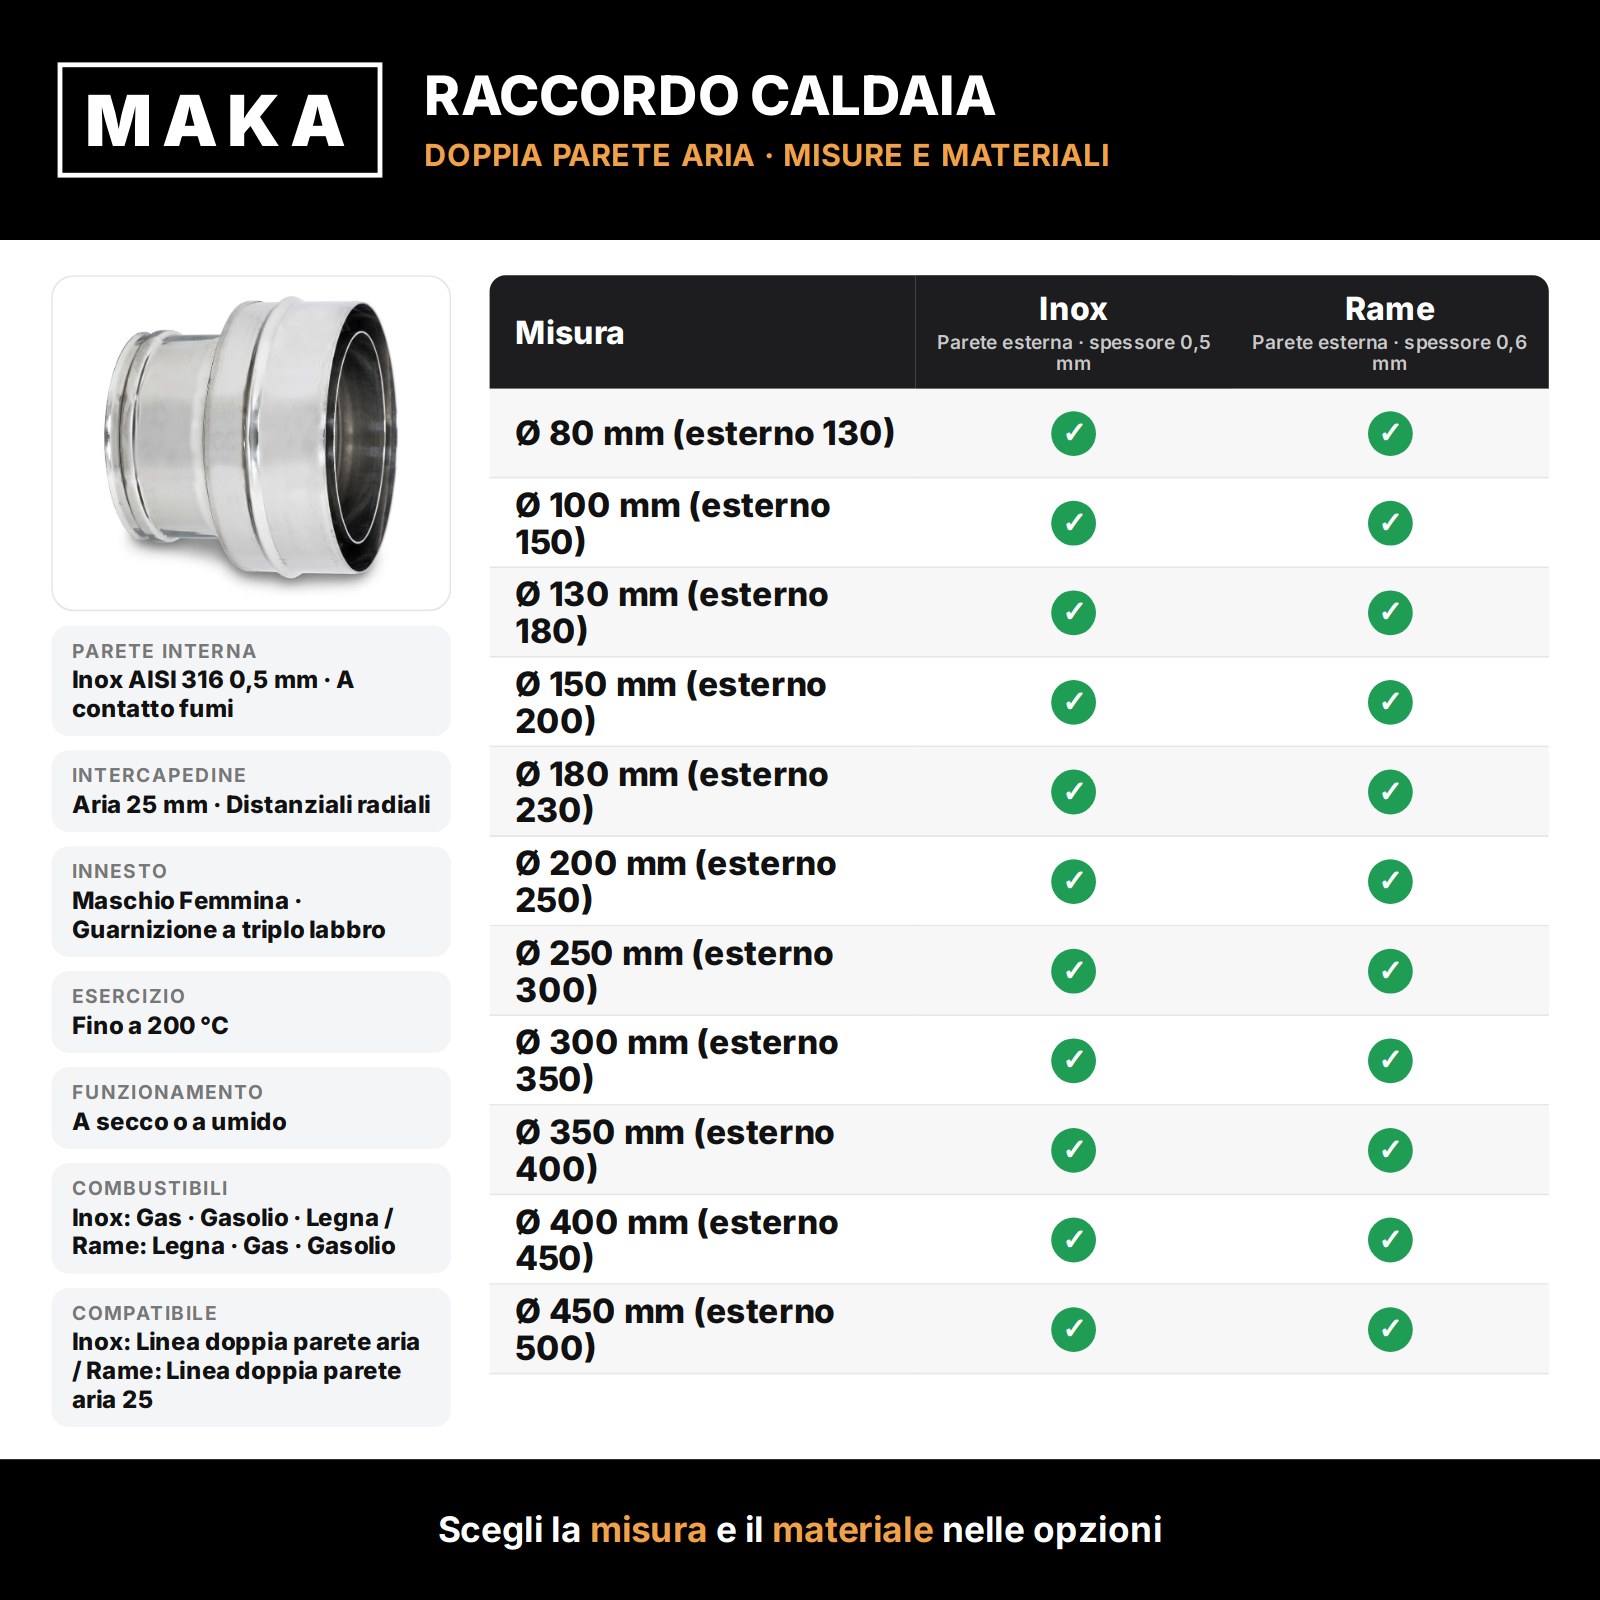 MAKA
RACCORDO CALDAIA
DOPPIA PARETE ARIA · MISURE E MATERIALI
PARETE INTERNA
Inox AISI 316 0,5 mm · A
contatto fumi
INTERCAPEDINE
Aria 25 mm · Distanziali radiali
INNESTO
Maschio Femmina ·
Guarnizione a triplo labbro
ESERCIZIO
Fino a 200 °C
FUNZIONAMENTO
A secco o a umido
COMBUSTIBILI
Inox: Gas · Gasolio · Legna /
Rame: Legna · Gas · Gasolio
COMPATIBILE
Inox: Linea doppia parete aria
/ Rame: Linea doppia parete
aria 25
Misura
Inox
Parete esterna · spessore 0,5
mm
Rame
Parete esterna · spessore 0,6
mm
Ø 80 mm (esterno 130) ✓ ✓
Ø 100 mm (esterno
150) ✓ ✓
Ø 130 mm (esterno
180) ✓ ✓
Ø 150 mm (esterno
200) ✓ ✓
Ø 180 mm (esterno
230) ✓ ✓
Ø 200 mm (esterno
250) ✓ ✓
Ø 250 mm (esterno
300) ✓ ✓
Ø 300 mm (esterno
350) ✓ ✓
Ø 350 mm (esterno
400) ✓ ✓
Ø 400 mm (esterno
450) ✓ ✓
Ø 450 mm (esterno
500) ✓ ✓
Scegli la misura e il materiale nelle opzioni